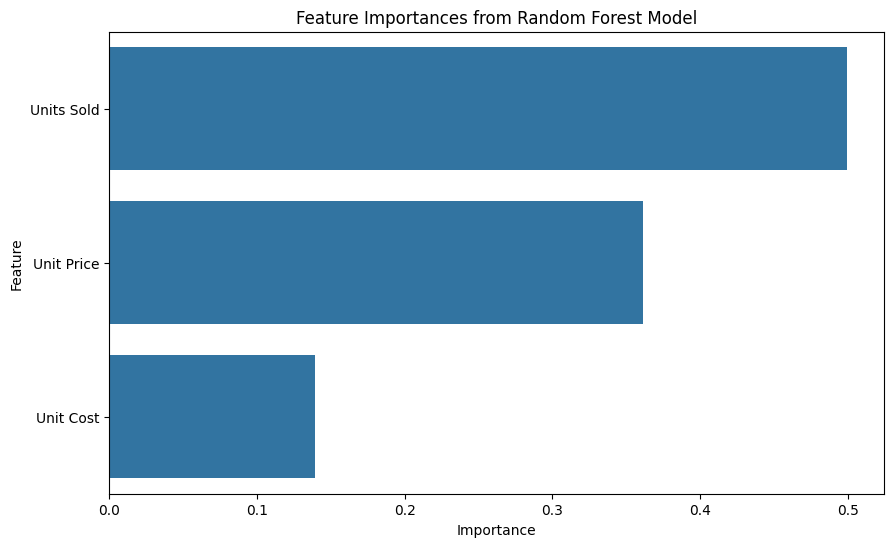 Feature Importances from Random Forest Model
Units Sold
Unit Price
Unit Cost
Feature
0.0 0.1 0.2 0.3 0.4 0.5
Importance